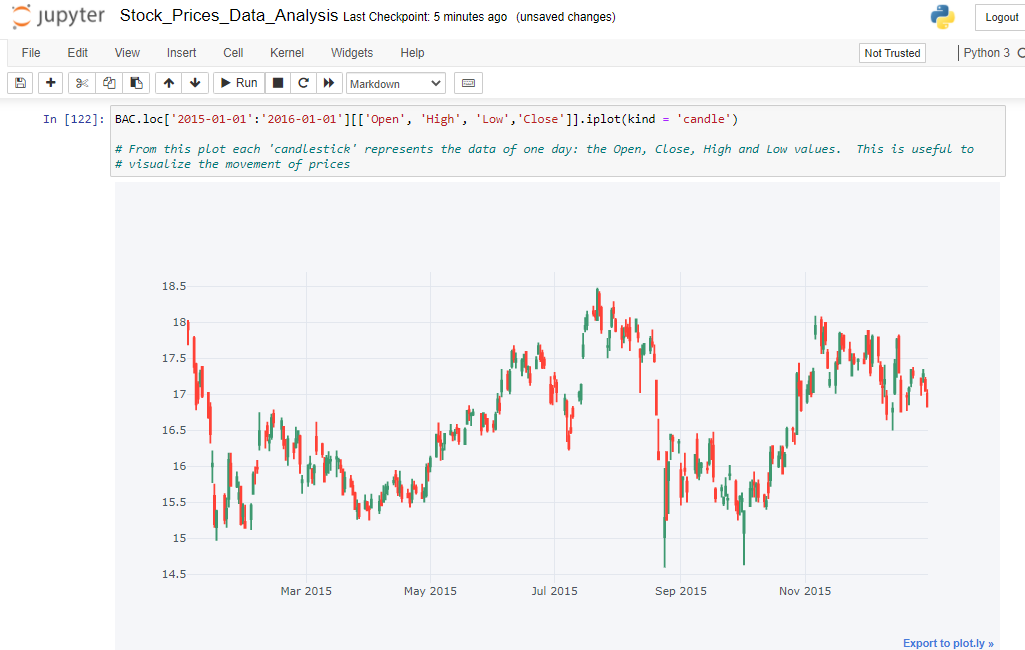 jupyter Stock_Prices_Data_Analysis Last Checkpoint: 5 minutes ago (unsaved changes) Logout
File Edit View Insert Cell Kernel Widgets Help Not Trusted Python 3
Run Markdown
In [122]: BAC.loc['2015-01-01':'2016-01-01'][['Open', 'High', 'Low','Close']].iplot(kind = 'candle')
# From this plot each 'candlestick' represents the data of one day: the Open, Close, High and Low values.  This is useful to
# visualize the movement of prices
18.5
18
17.5
17
16.5
16
15.5
15
14.5
Mar 2015 May 2015 Jul 2015 Sep 2015 Nov 2015
Export to plot.ly »